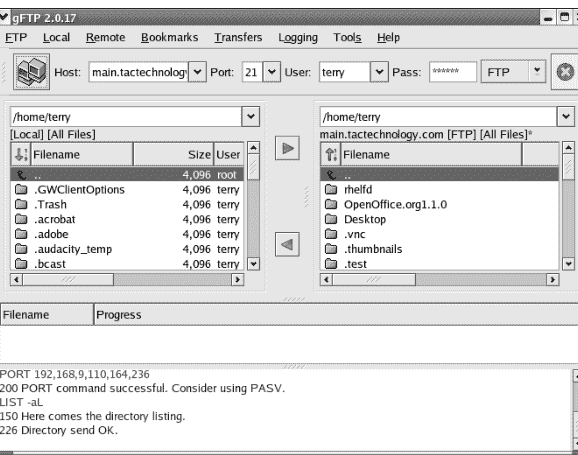 gFTP 2.0.17
FTP Local Remote Bookmarks Transfers Logging Tools Help
Host: main.tactechnology Port: 21 User: terry Pass: ****** FTP
/home/terry
[Local] [All Files]
Filename Size User
.. 4,096 root
.GWClientOptions 4,096 terry
.Trash 4,096 terry
.acrobat 4,096 terry
.adobe 4,096 terry
.audacity_temp 4,096 terry
.bcast 4,096 terry
/home/terry
main.tactechnology.com [FTP] [All Files]*
Filename
..
rhelfd
OpenOffice.org1.1.0
Desktop
.vnc
.thumbnails
.test
Filename Progress
PORT 192,168,9,110,164,236
200 PORT command successful. Consider using PASV.
LIST -aL
150 Here comes the directory listing.
226 Directory send OK.